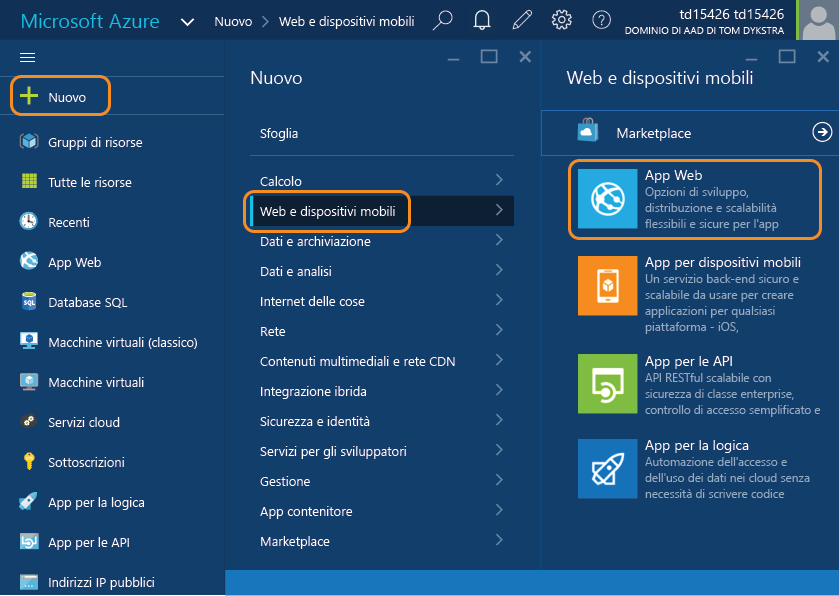 Microsoft Azure
Nuovo
Web e dispositivi mobili
td15426 td15426
DOMINIO DI AAD DI TOM DYKSTRA
Nuovo
Gruppi di risorse
Tutte le risorse
Recenti
App Web
Database SQL
Macchine virtuali (classico)
Macchine virtuali
Servizi cloud
Sottoscrizioni
App per la logica
App per le API
Indirizzi IP pubblici
Nuovo
Sfoglia
Calcolo
Web e dispositivi mobili
Dati e archiviazione
Dati e analisi
Internet delle cose
Rete
Contenuti multimediali e rete CDN
Integrazione ibrida
Sicurezza e identità
Servizi per gli sviluppatori
Gestione
App contenitore
Marketplace
Web e dispositivi mobili
Marketplace
App Web
Opzioni di sviluppo,
distribuzione e scalabilità
flessibili e sicure per l'app
App per dispositivi mobili
Un servizio back-end sicuro e
scalabile da usare per creare
applicazioni per qualsiasi
piattaforma - iOS,
App per le API
API RESTful scalabile con
sicurezza di classe enterprise,
controllo di accesso semplificato e
App per la logica
Automazione dell'accesso e
dell'uso dei dati nei cloud senza
necessità di scrivere codice